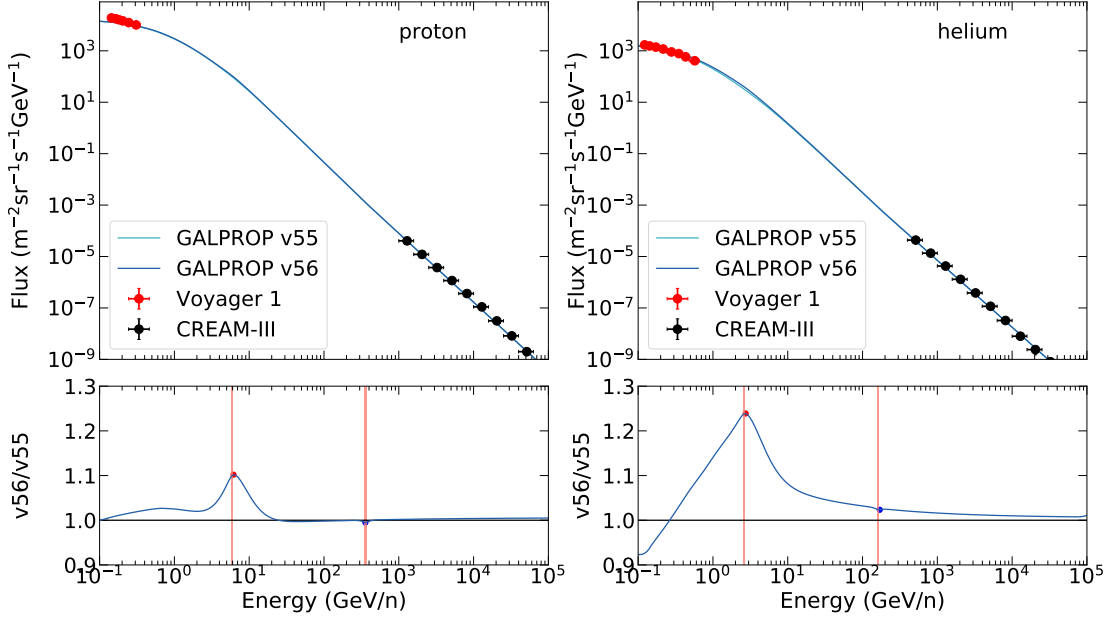 proton
Flux (m⁻²sr⁻¹s⁻¹GeV⁻¹)
10³
10¹
10⁻¹
10⁻³
10⁻⁵
10⁻⁷
10⁻⁹
GALPROP v55
GALPROP v56
Voyager 1
CREAM-III
helium
Flux (m⁻²sr⁻¹s⁻¹GeV⁻¹)
10³
10¹
10⁻¹
10⁻³
10⁻⁵
10⁻⁷
10⁻⁹
GALPROP v55
GALPROP v56
Voyager 1
CREAM-III
v56/v55
1.3
1.2
1.1
1.0
0.9
10⁻¹ 10⁰ 10¹ 10² 10³ 10⁴ 10⁵
Energy (GeV/n)
v56/v55
1.3
1.2
1.1
1.0
0.9
10⁻¹ 10⁰ 10¹ 10² 10³ 10⁴ 10⁵
Energy (GeV/n)